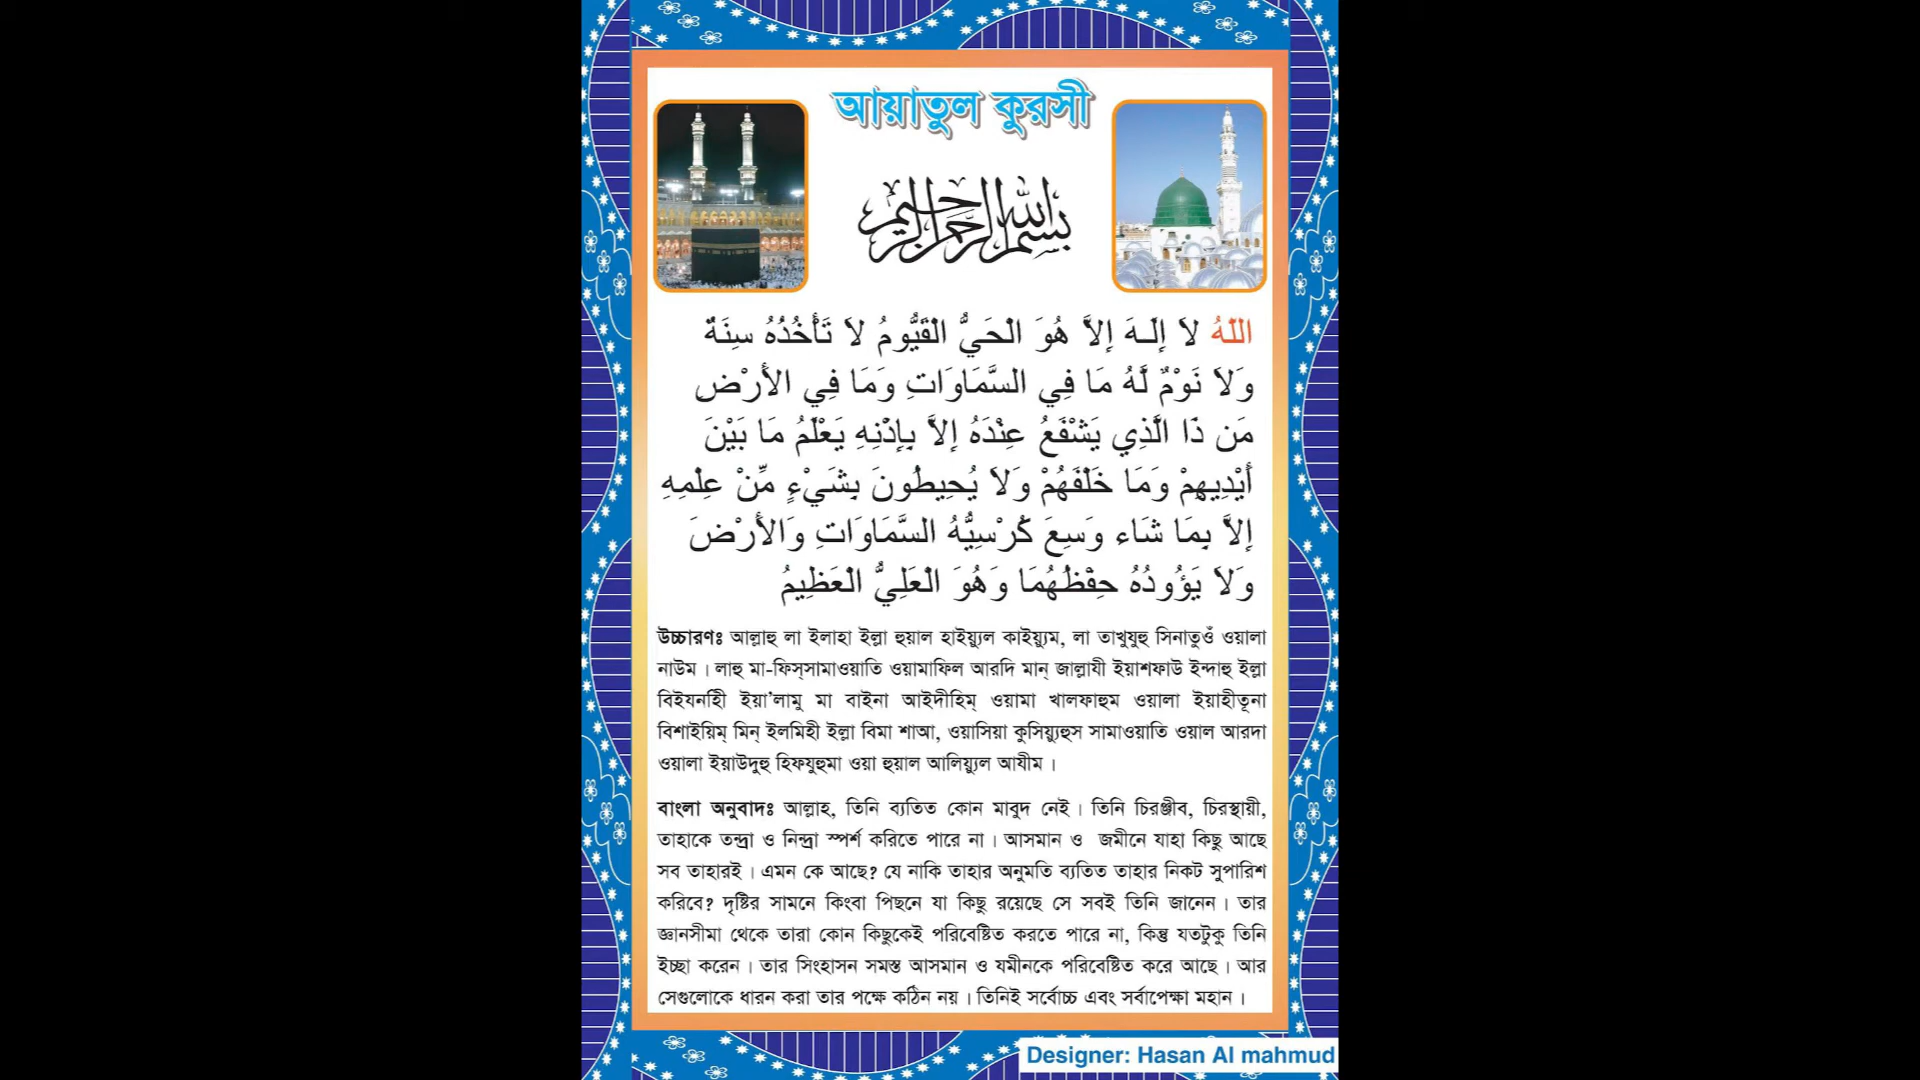 আয়াতুল কুরসী
بسم الله الرحمن الرحيم
اللّهُ لاَ إِلَـهَ إِلاَّ هُوَ الْحَيُّ الْقَيُّومُ لاَ تَأْخُذُهُ سِنَةٌ
وَلاَ نَوْمٌ لَّهُ مَا فِي السَّمَاوَاتِ وَمَا فِي الأَرْضِ
مَن ذَا الَّذِي يَشْفَعُ عِنْدَهُ إِلاَّ بِإِذْنِهِ يَعْلَمُ مَا بَيْنَ
أَيْدِيهِمْ وَمَا خَلْفَهُمْ وَلاَ يُحِيطُونَ بِشَيْءٍ مِّنْ عِلْمِهِ
إِلاَّ بِمَا شَاء وَسِعَ كُرْسِيُّهُ السَّمَاوَاتِ وَالأَرْضَ
وَلاَ يَؤُودُهُ حِفْظُهُمَا وَهُوَ الْعَلِيُّ الْعَظِيمُ
উচ্চারণঃ আল্লাহু লা ইলাহা ইল্লা হুয়াল হাইয়্যুল কাইয়্যুম, লা তাখুযুহু সিনাতুওঁ ওয়ালা
নাউম। লাহু মা-ফিস্সামাওয়াতি ওয়ামাফিল আরদি মান্ জাল্লাযী ইয়াশফাউ ইন্দাহু ইল্লা
বিইযনহিী ইয়া’লামু মা বাইনা আইদীহিম্ ওয়ামা খালফাহুম ওয়ালা ইয়াহীতূনা
বিশাইয়িম্ মিন্ ইলমিহী ইল্লা বিমা শাআ, ওয়াসিয়া কুসিয়্যুহুস সামাওয়াতি ওয়াল আরদা
ওয়ালা ইয়াউদুহু হিফযুহুমা ওয়া হুয়াল আলিয়্যুল আযীম।
বাংলা অনুবাদঃ আল্লাহ, তিনি ব্যতিত কোন মাবুদ নেই। তিনি চিরঞ্জীব, চিরস্থায়ী,
তাহাকে তন্দ্রা ও নিন্দ্রা স্পর্শ করিতে পারে না। আসমান ও জমীনে যাহা কিছু আছে
সব তাহারই। এমন কে আছে? যে নাকি তাহার অনুমতি ব্যতিত তাহার নিকট সুপারিশ
করিবে? দৃষ্টির সামনে কিংবা পিছনে যা কিছু রয়েছে সে সবই তিনি জানেন। তার
জ্ঞানসীমা থেকে তারা কোন কিছুকেই পরিবেষ্টিত করতে পারে না, কিন্তু যতটুকু তিনি
ইচ্ছা করেন। তার সিংহাসন সমস্ত আসমান ও যমীনকে পরিবেষ্টিত করে আছে। আর
সেগুলোকে ধারন করা তার পক্ষে কঠিন নয়। তিনিই সর্বোচ্চ এবং সর্বাপেক্ষা মহান।
Designer: Hasan Al mahmud